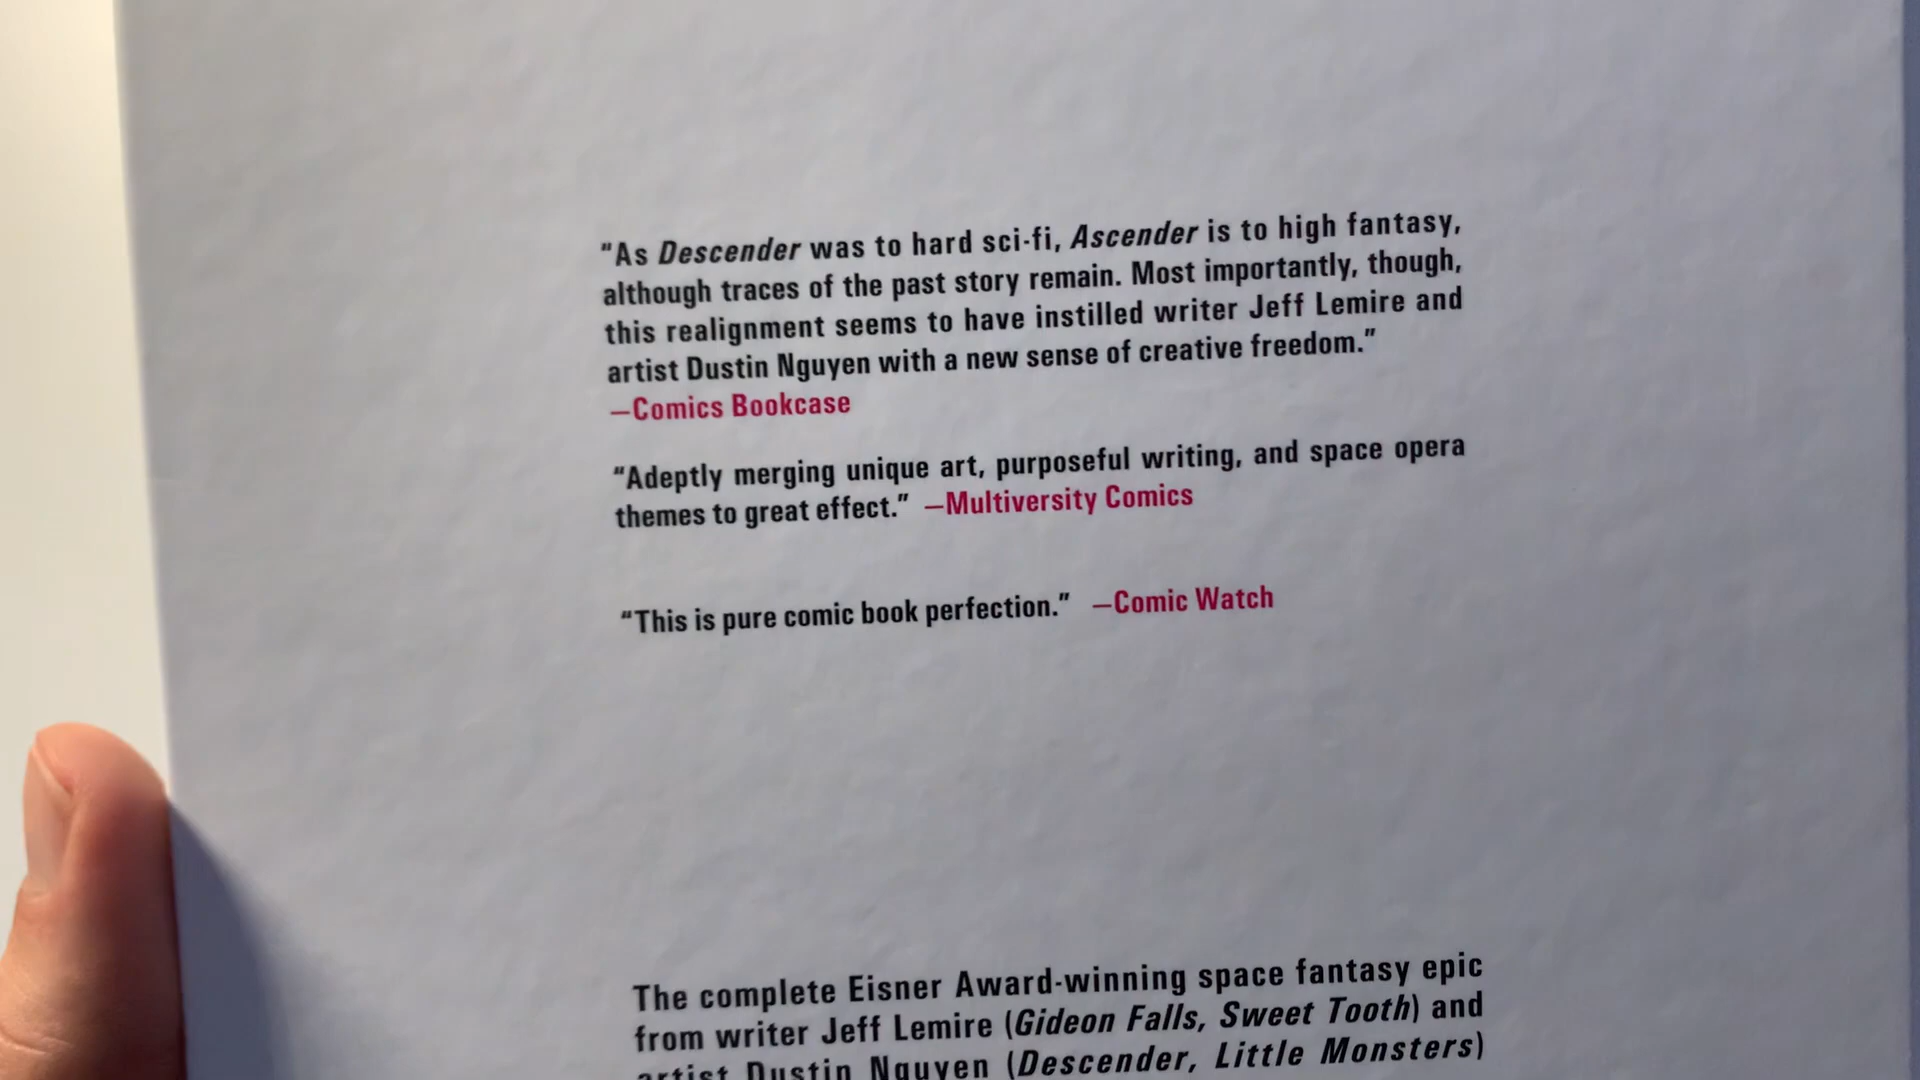 "As Descender was to hard sci-fi, Ascender is to high fantasy,
although traces of the past story remain. Most importantly, though,
this realignment seems to have instilled writer Jeff Lemire and
artist Dustin Nguyen with a new sense of creative freedom."
—Comics Bookcase
“Adeptly merging unique art, purposeful writing, and space opera
themes to great effect.” —Multiversity Comics
“This is pure comic book perfection.” —Comic Watch
The complete Eisner Award-winning space fantasy epic
from writer Jeff Lemire (Gideon Falls, Sweet Tooth) and
artist Dustin Nguyen (Descender, Little Monsters)